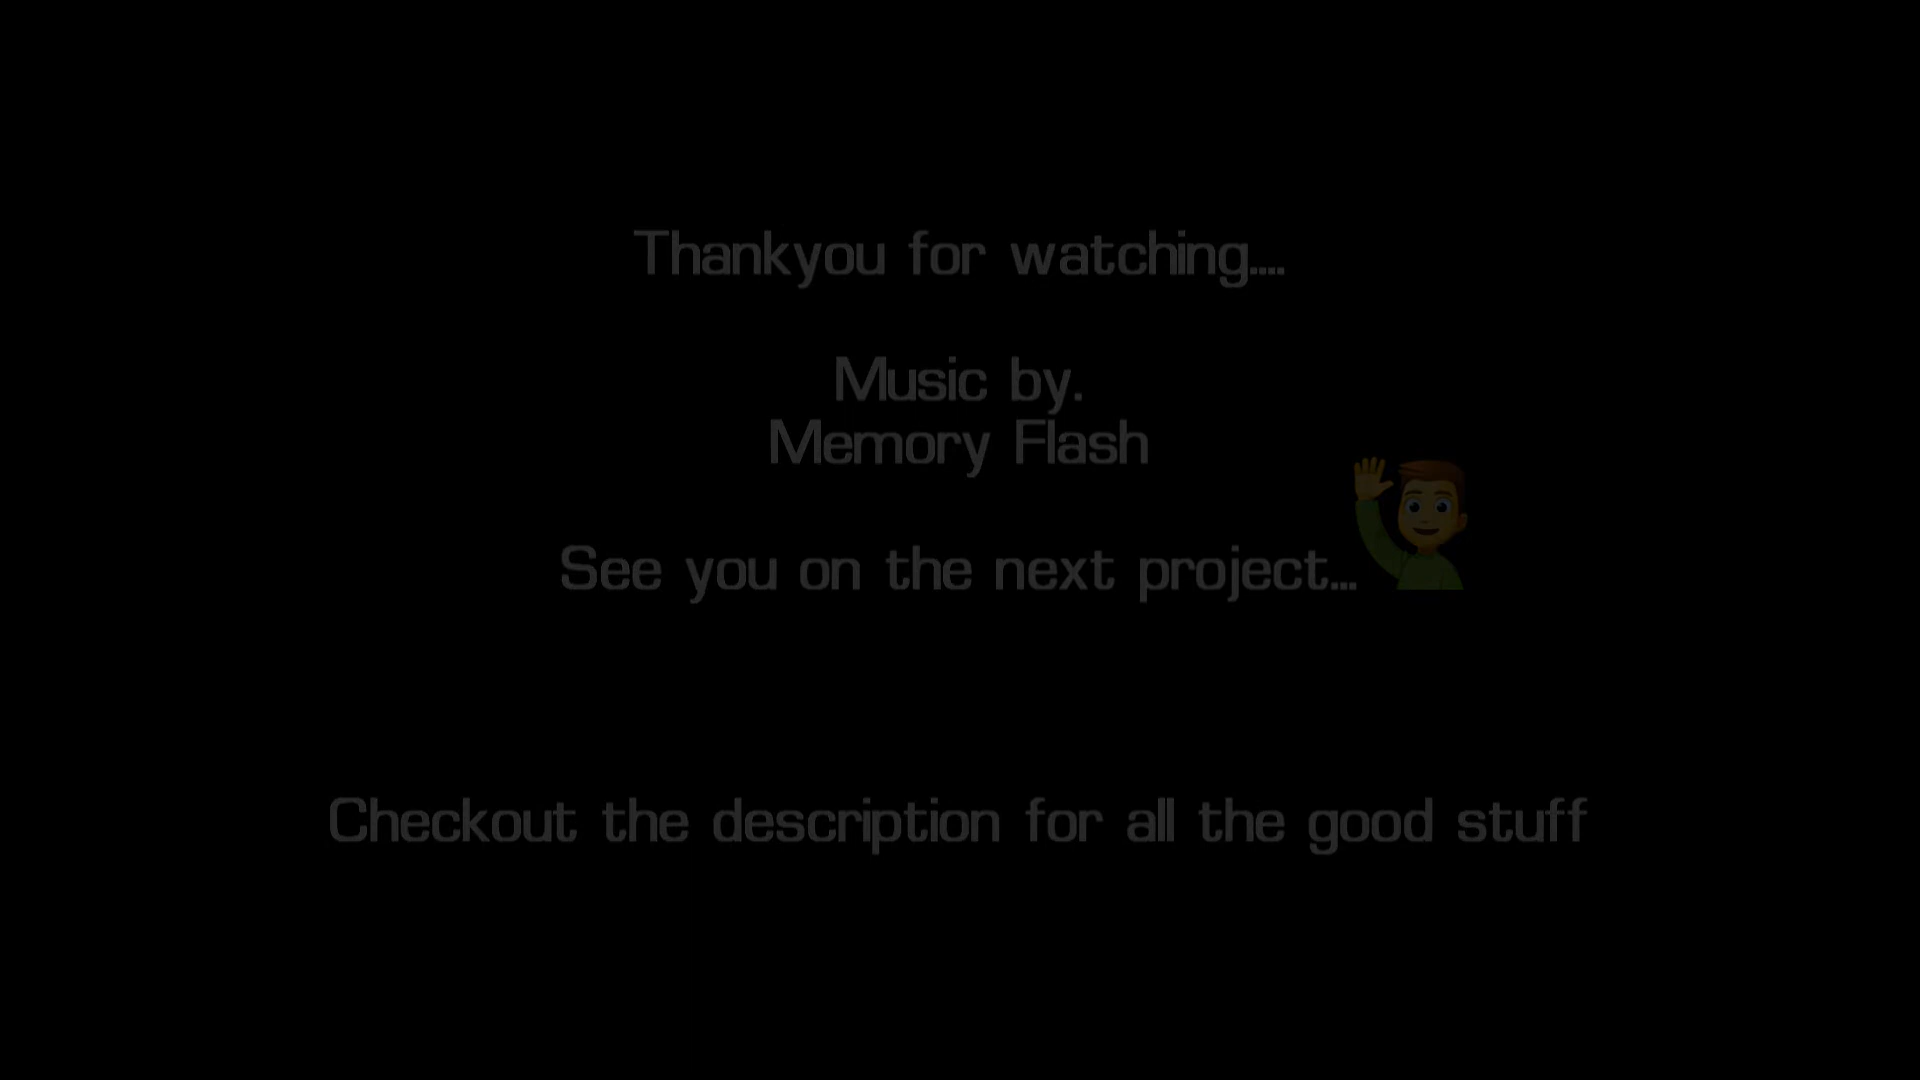 Thankyou for watching....
Music by.
Memory Flash
See you on the next project...
Checkout the description for all the good stuff